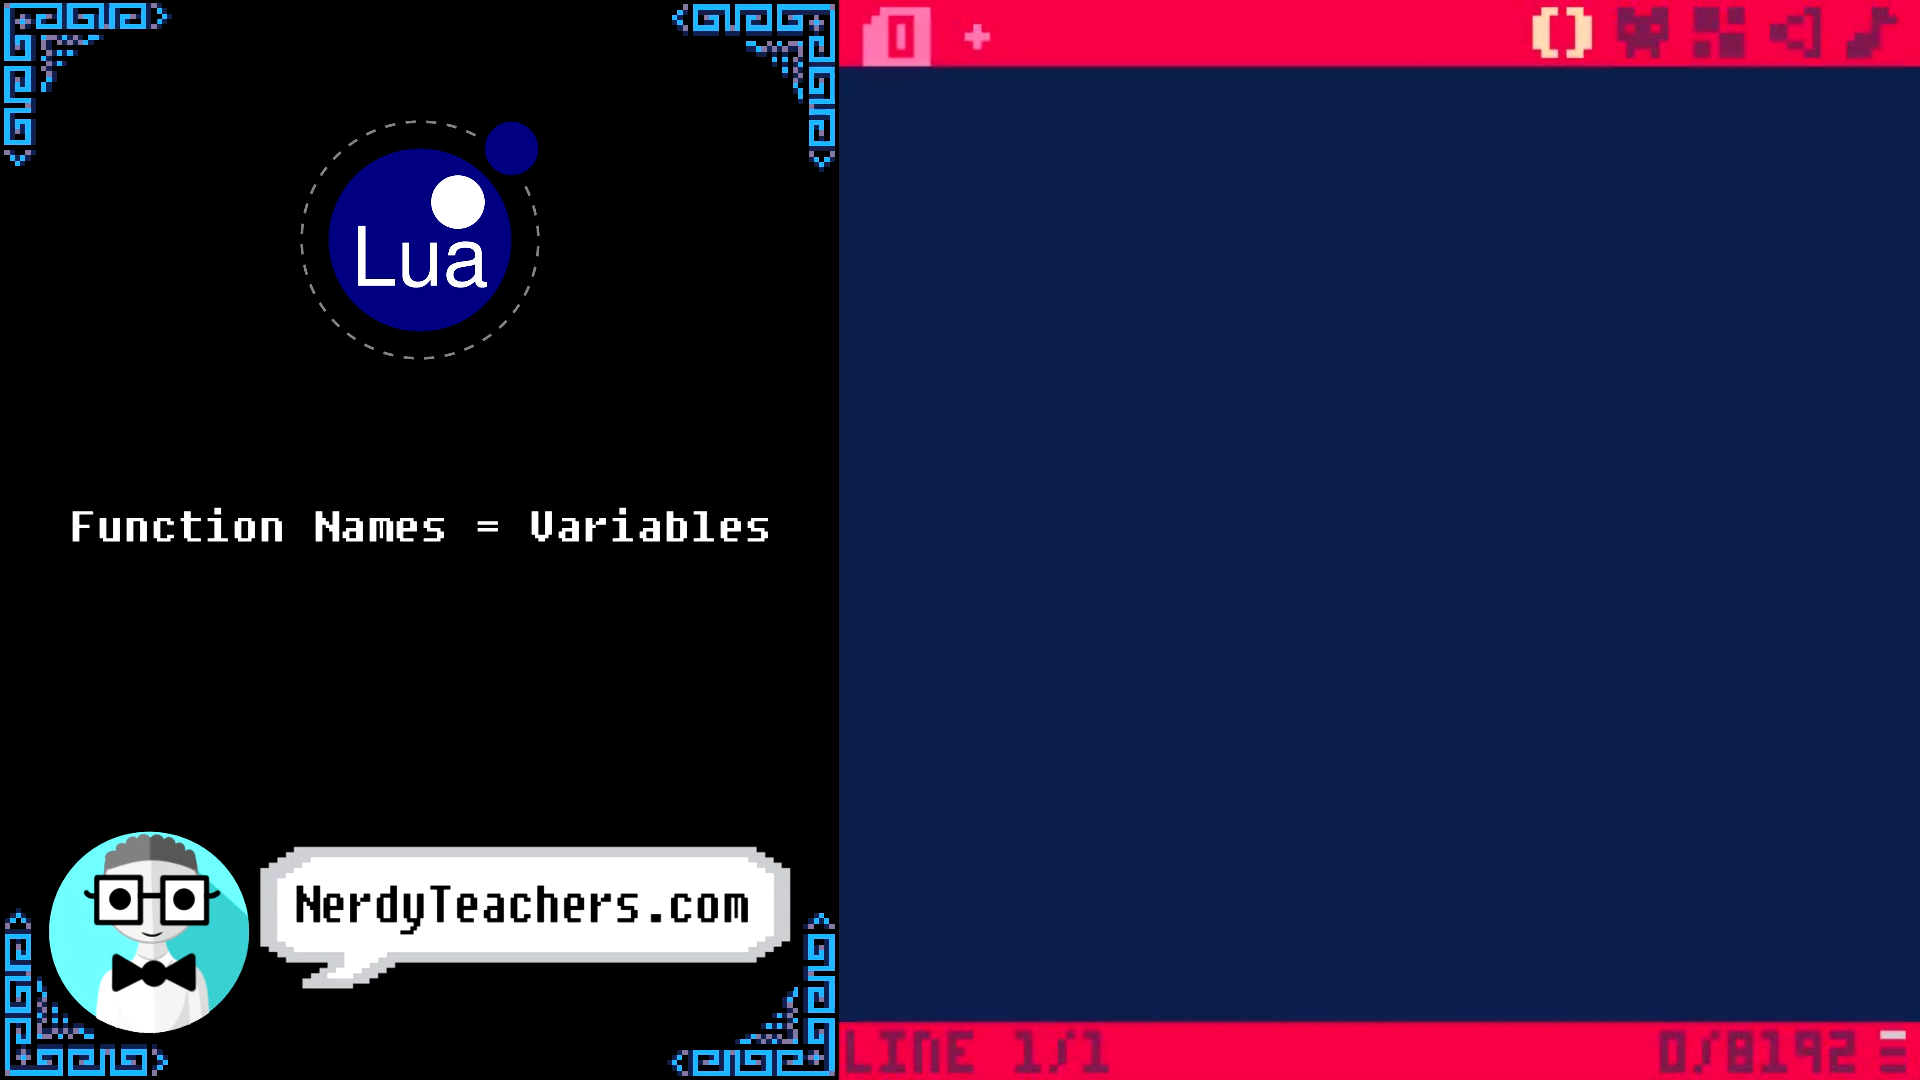 Lua
Function Names = Variables
NerdyTeachers.com
0 +
LINE 1/1
0/8192